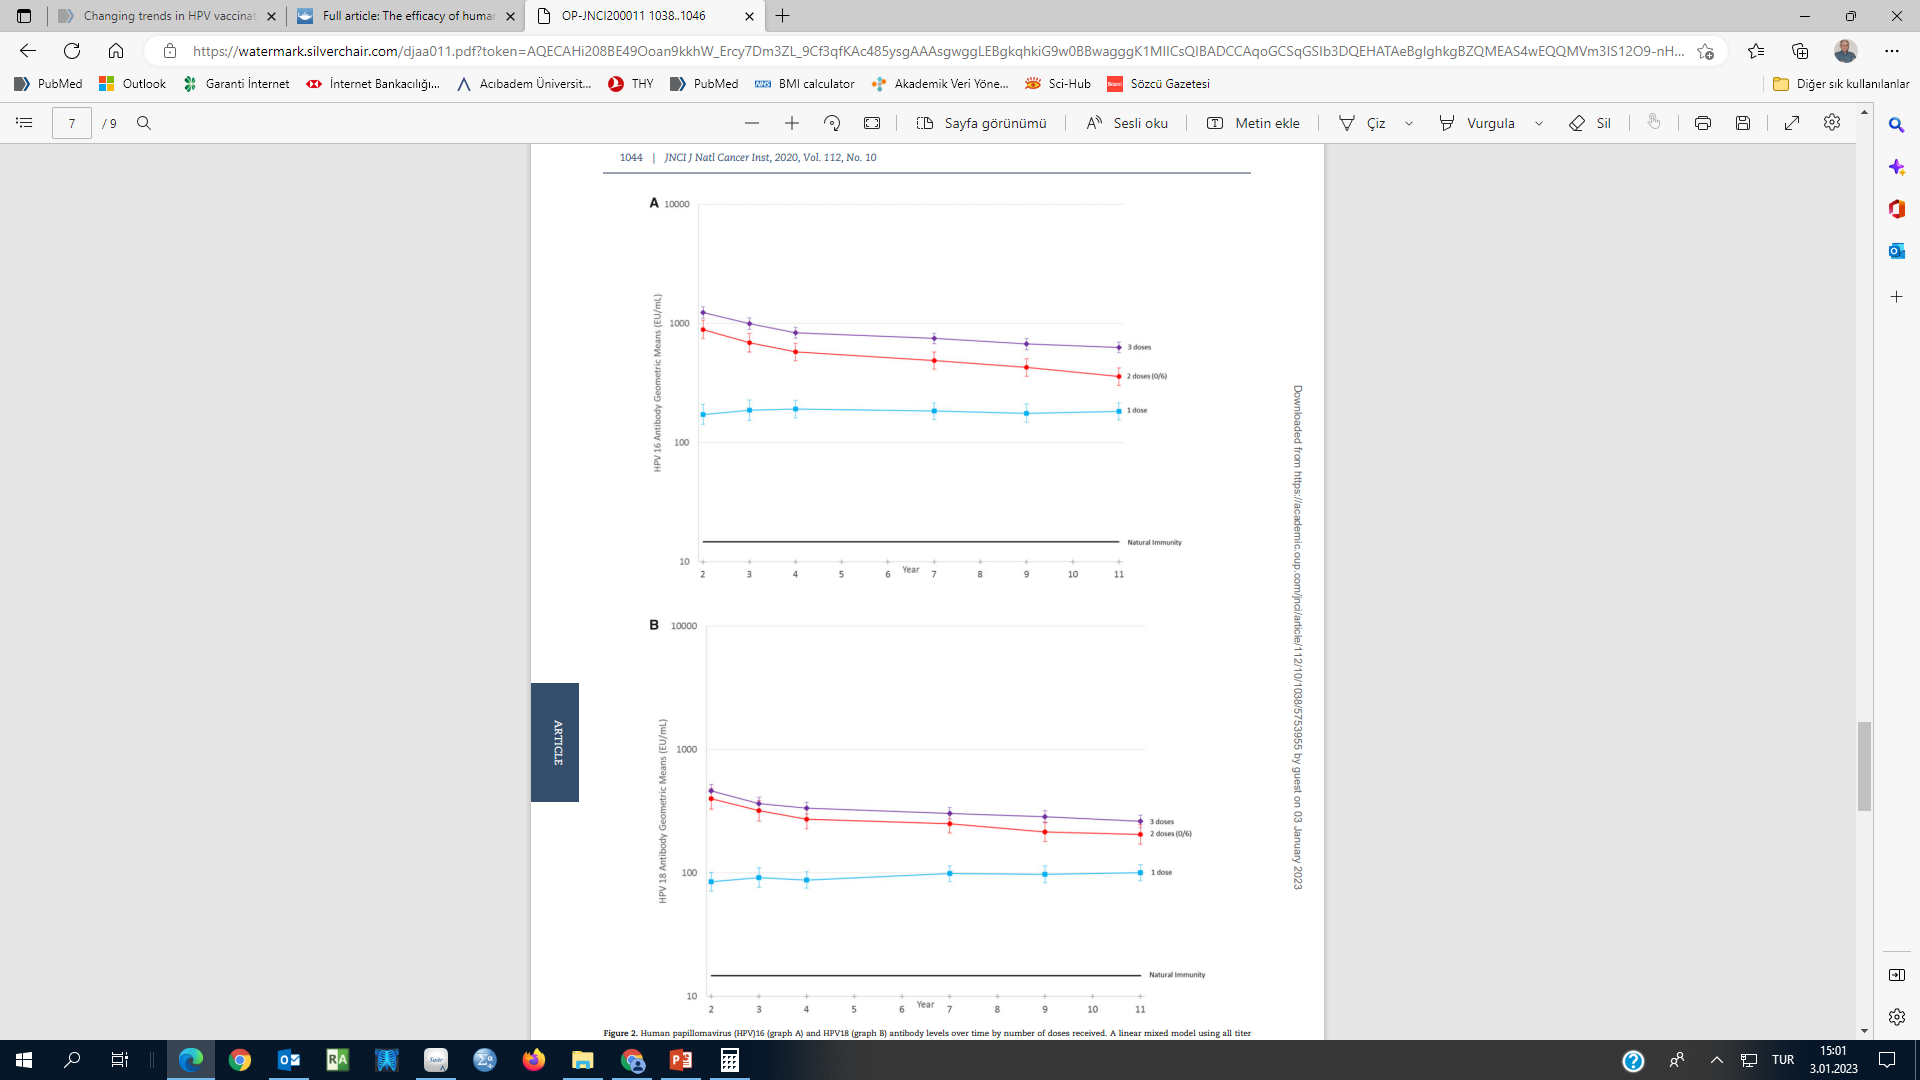 Changing trends in HPV vaccinat
Full article: The efficacy of human
OP-JNCI200011 1038..1046
https://watermark.silverchair.com/djaa011.pdf?token=AQECAHi208BE49Ooan9kkhW_Ercy7Dm3ZL_9Cf3qfKAc485ysgAAAsgwggLEBgkqhkiG9w0BBwagggK1MIICsQIBADCCAqoGCSqGSIb3DQEHATAeBglghkgBZQMEAS4wEQQMVm3IS12O9-nH...
PubMed
Outlook
Garanti İnternet
İnternet Bankacılığı...
Acıbadem Üniversit...
THY
PubMed
BMI calculator
Akademik Veri Yöne...
Sci-Hub
Sözcü Gazetesi
Diğer sık kullanılanlar
7 / 9
Sayfa görünümü
Sesli oku
Metin ekle
Çiz
Vurgula
Sil
1044 | JNCI J Natl Cancer Inst, 2020, Vol. 112, No. 10
A
10000
1000
100
10
HPV 16 Antibody Geometric Means (EU/mL)
3 doses
2 doses (0/6)
1 dose
Natural Immunity
2 3 4 5 6 7 8 9 10 11
Year
B
10000
1000
100
10
HPV 18 Antibody Geometric Means (EU/mL)
3 doses
2 doses (0/6)
1 dose
Natural Immunity
2 3 4 5 6 7 8 9 10 11
Year
ARTICLE
Downloaded from https://academic.oup.com/jnci/article/112/10/1038/5753955 by guest on 03 January 2023
Figure 2. Human papillomavirus (HPV)16 (graph A) and HPV18 (graph B) antibody levels over time by number of doses received. A linear mixed model using all titer
TUR
15:01
3.01.2023